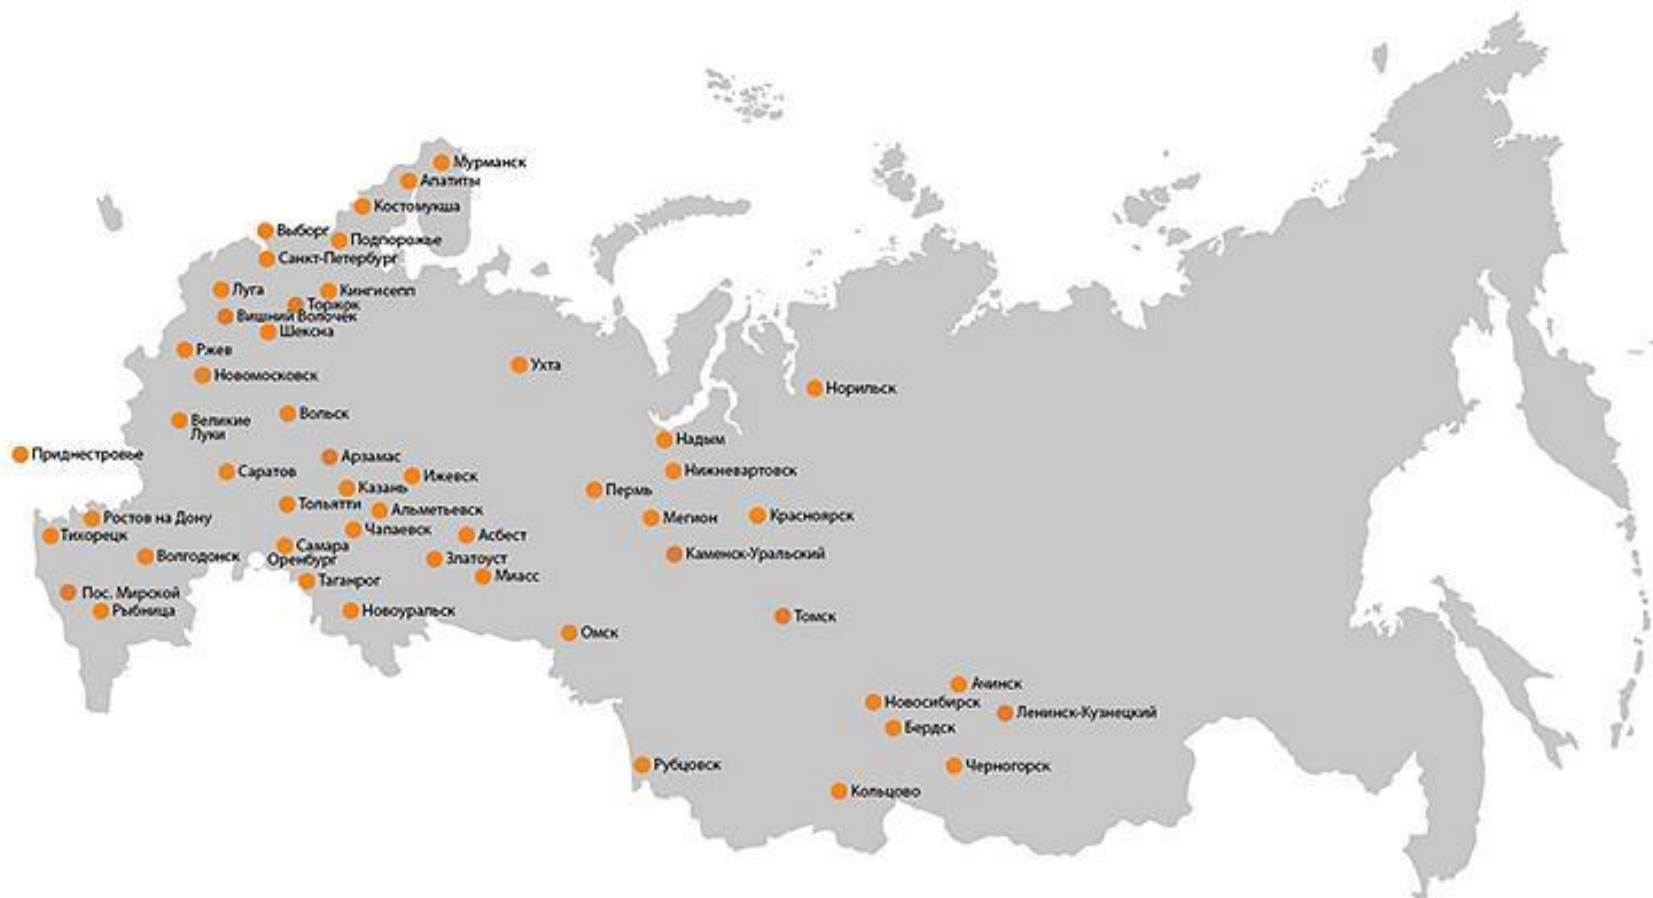 Мурманск
Апатиты
Костомукша
Выборг
Подпорожье
Санкт-Петербург
Луга
Кингисепп
Торжок
Вишний Волочек
Шексна
Ржев
Ухта
Новомосковск
Норильск
Вольск
Великие
Луки
Надым
Приднестровье
Арзамас
Саратов
Ижевск
Нижневартовск
Казань
Пермь
Тольятти
Альметьевск
Мегион
Красноярск
Ростов на Дону
Чапаевск
Тихорецк
Асбест
Самара
Волгодонск
Оренбург
Златоуст
Каменск-Уральский
Миасс
Таганрог
Пос. Мирской
Рыбница
Новоуральск
Томск
Омск
Ачинск
Новосибирск
Ленинск-Кузнецкий
Бердск
Рубцовск
Черногорск
Кольцово